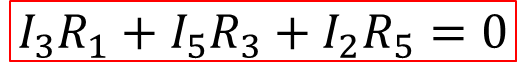 I₃R₁ + I₅R₃ + I₂R₅ = 0